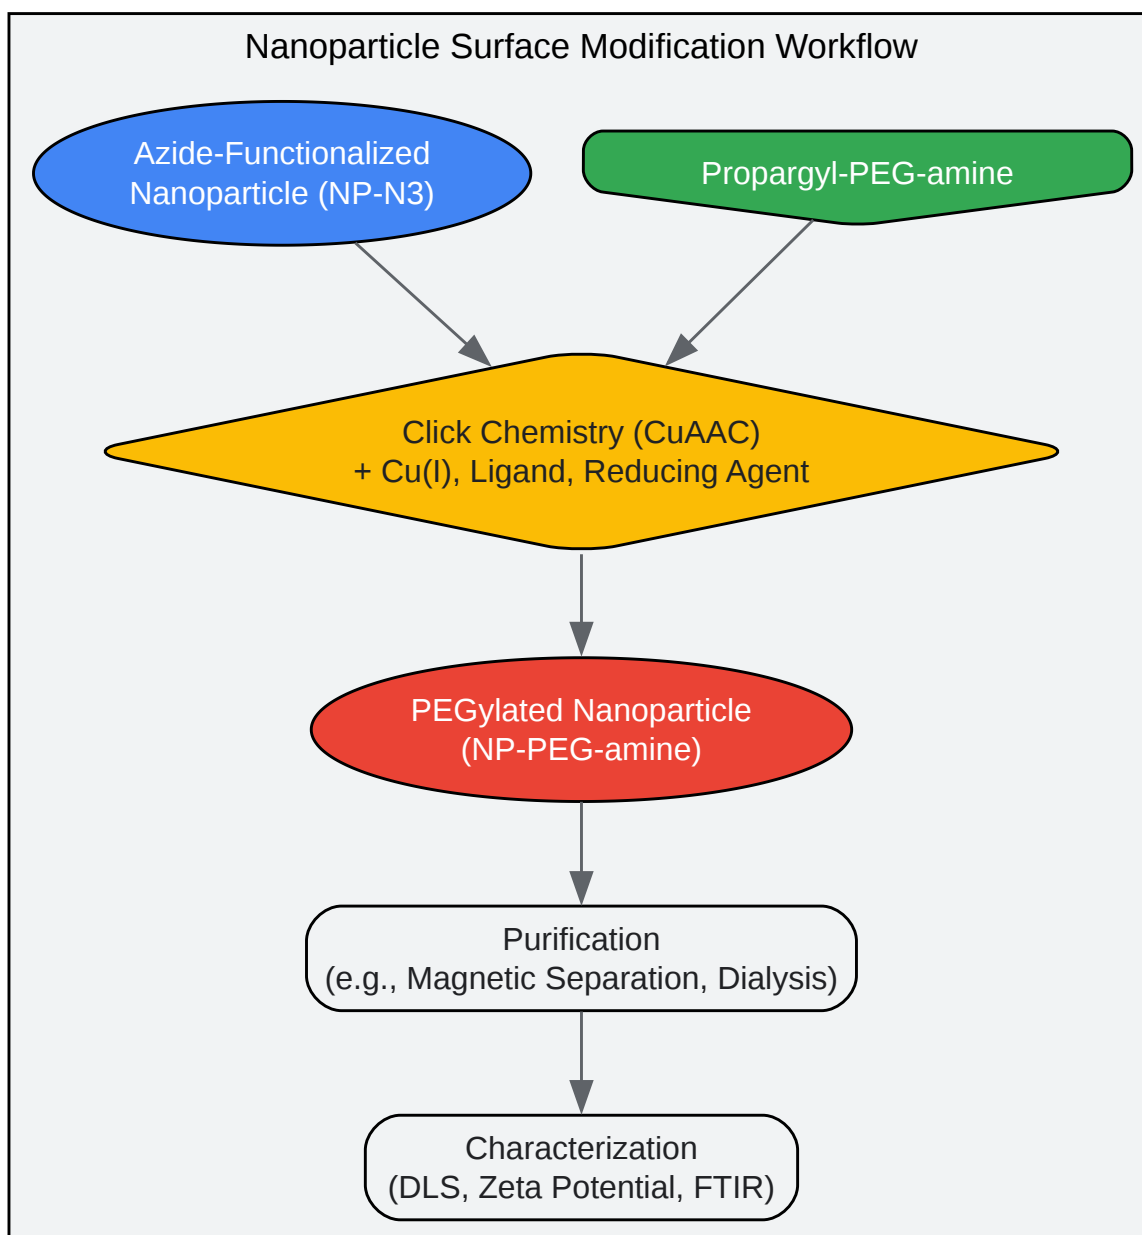 Nanoparticle Surface Modification Workflow
Azide-Functionalized
Nanoparticle (NP-N3)
Propargyl-PEG-amine
Click Chemistry (CuAAC)
+ Cu(I), Ligand, Reducing Agent
PEGylated Nanoparticle
(NP-PEG-amine)
Purification
(e.g., Magnetic Separation, Dialysis)
Characterization
(DLS, Zeta Potential, FTIR)